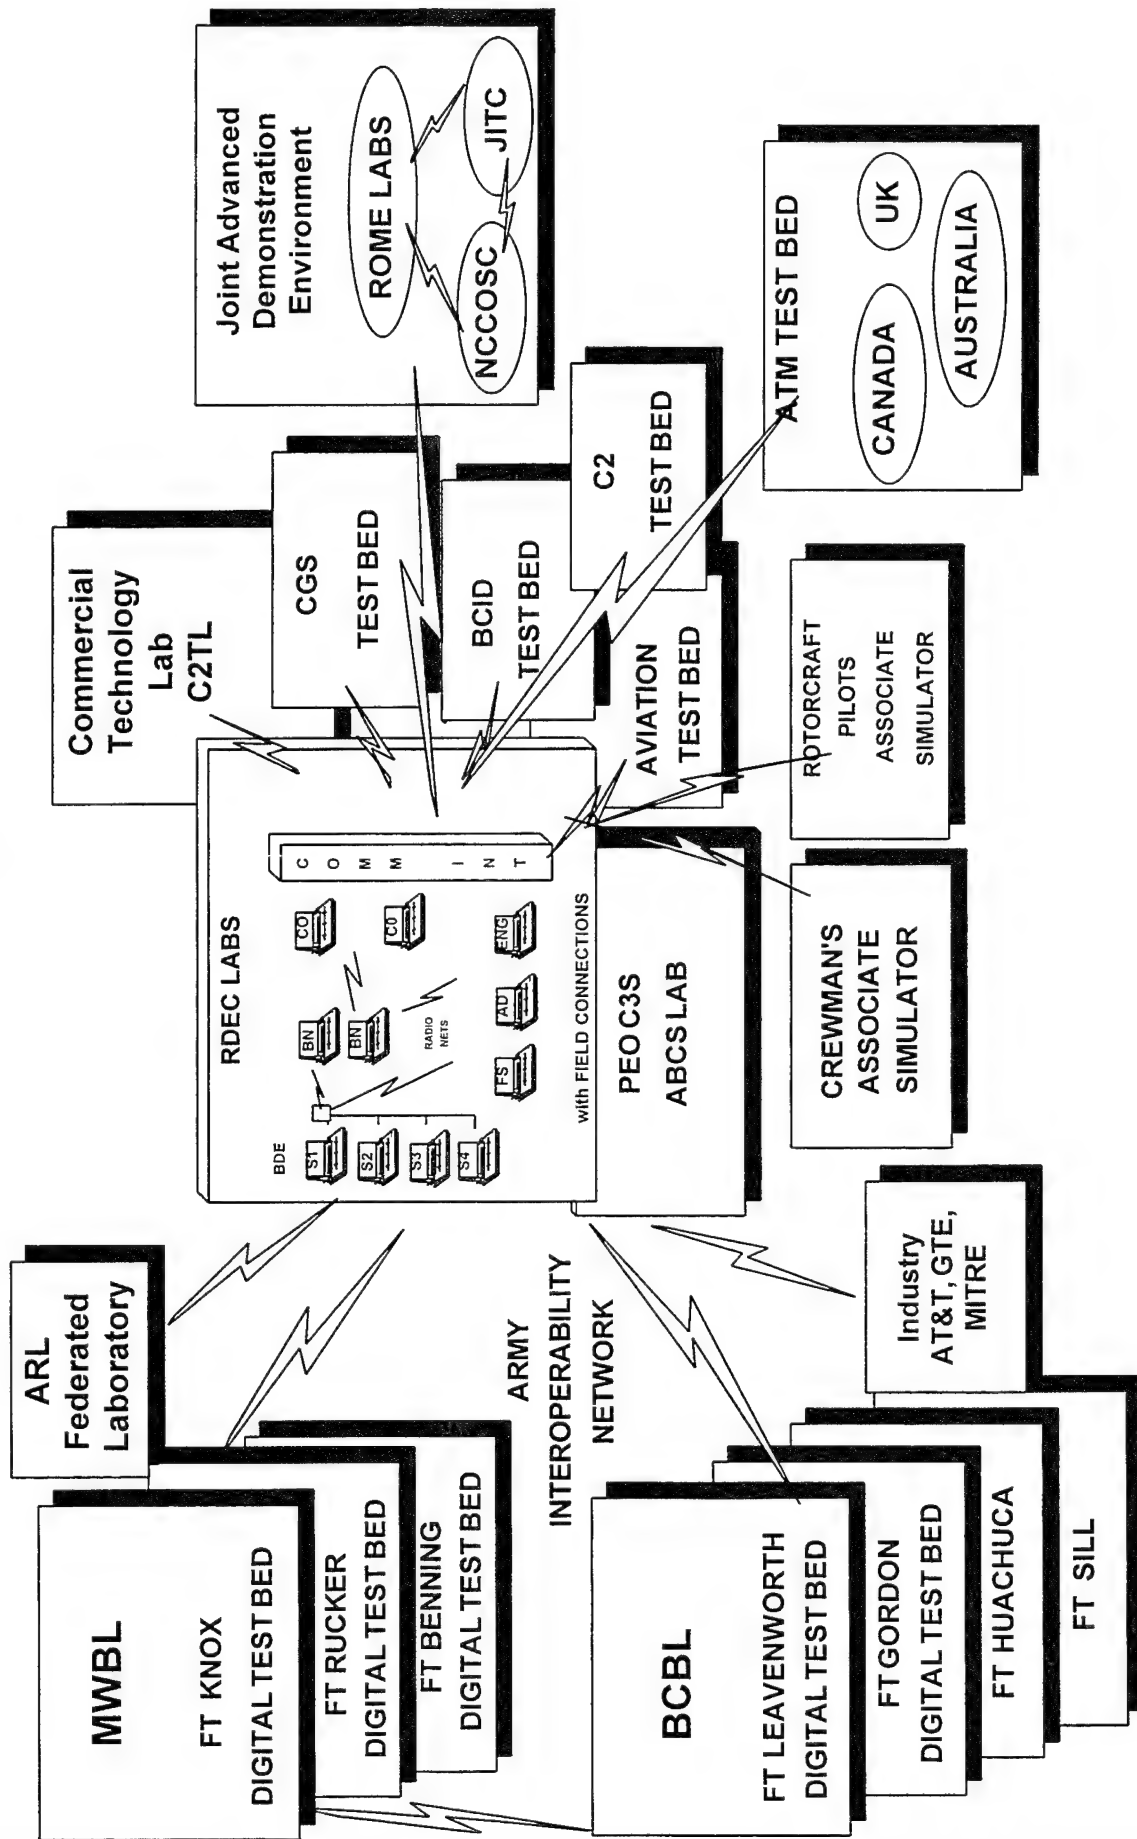 MWBL
FT KNOX
DIGITAL TEST BED
FT RUCKER
DIGITAL TEST BED
FT BENNING
DIGITAL TEST BED
ARL
Federated
Laboratory
ARMY
INTEROPERABILITY
NETWORK
BCBL
FT LEAVENWORTH
DIGITAL TEST BED
FT GORDON
DIGITAL TEST BED
FT HUACHUCA
FT SILL
Industry
AT&T, GTE,
MITRE
RDEC LABS
BDE
S1
S2
S3
S4
BN
BN
RADIO
NETS
CO
CO
FS
AD
ENG
COMM INT
with FIELD CONNECTIONS
PEO C3S
ABCS LAB
Commercial
Technology
Lab
C2TL
CGS
TEST BED
BCID
TEST BED
C2
TEST BED
AVIATION
TEST BED
Joint Advanced
Demonstration
Environment
ROME LABS
NCCOSC
JITC
ATM TEST BED
CANADA
UK
AUSTRALIA
CREWMAN'S
ASSOCIATE
SIMULATOR
ROTORCRAFT
PILOTS
ASSOCIATE
SIMULATOR